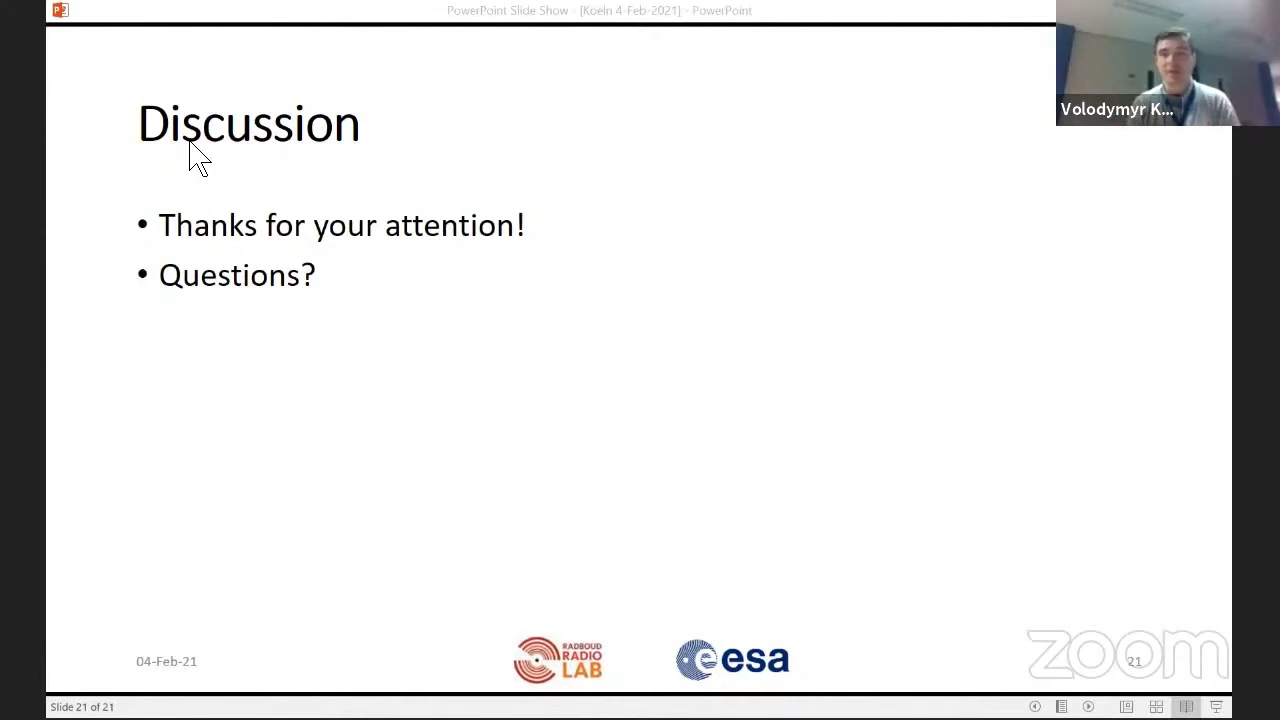 PowerPoint Slide Show - [Koeln 4-Feb-2021] - PowerPoint
Volodymyr K...
Discussion
• Thanks for your attention!
• Questions?
04-Feb-21
RADBOUD
RADIO
LAB
esa
21
zoom
Slide 21 of 21